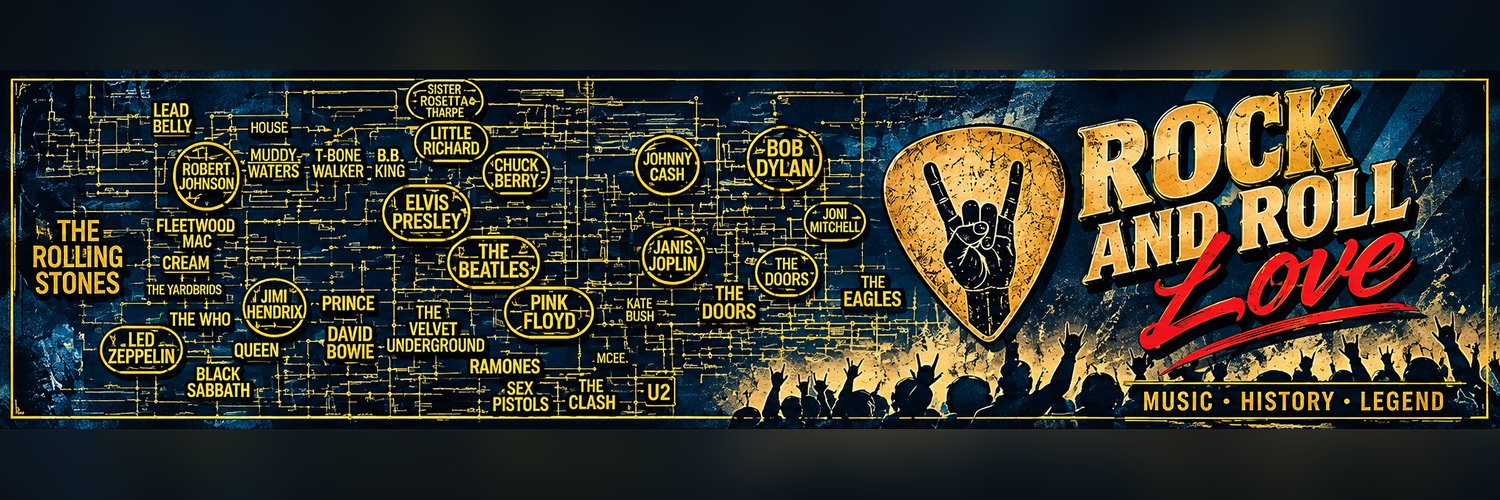 SISTER
ROSETTA
THARPE
LEAD
BELLY
HOUSE
LITTLE
RICHARD
ROBERT
JOHNSON
MUDDY
WATERS
T-BONE
WALKER
B.B.
KING
CHUCK
BERRY
JOHNNY
CASH
BOB
DYLAN
ELVIS
PRESLEY
JONI
MITCHELL
THE
ROLLING
STONES
FLEETWOOD
MAC
CREAM
THE YARDBRIDS
THE
BEATLES
JANIS
JOPLIN
THE
DOORS
THE
EAGLES
JIMI
HENDRIX
PRINCE
PINK
FLOYD
KATE
BUSH
THE
DOORS
THE WHO
THE
VELVET
UNDERGROUND
LED
ZEPPELIN
QUEEN
DAVID
BOWIE
MCEE.
RAMONES
BLACK
SABBATH
SEX
PISTOLS
THE
CLASH
U2
ROCK
AND ROLL
Love
MUSIC • HISTORY • LEGEND